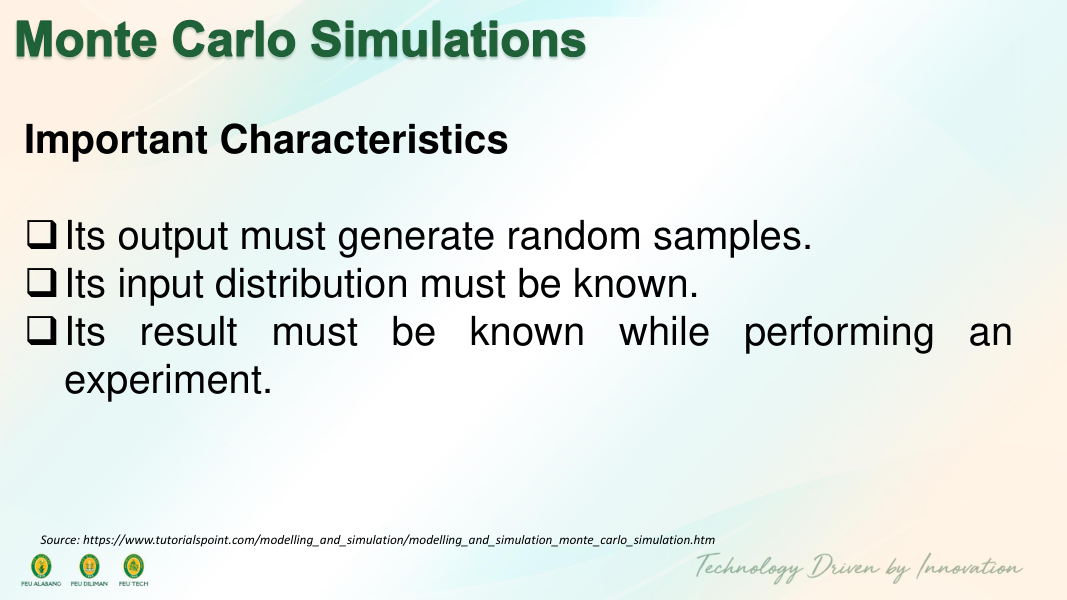 Monte Carlo Simulations
Important Characteristics
❑Its output must generate random samples.
❑Its input distribution must be known.
❑Its result must be known while performing an
experiment.
Source: https://www.tutorialspoint.com/modelling_and_simulation/modelling_and_simulation_monte_carlo_simulation.htm
FEU ALABANG FEU DILIMAN FEU TECH
Technology Driven by Innovation